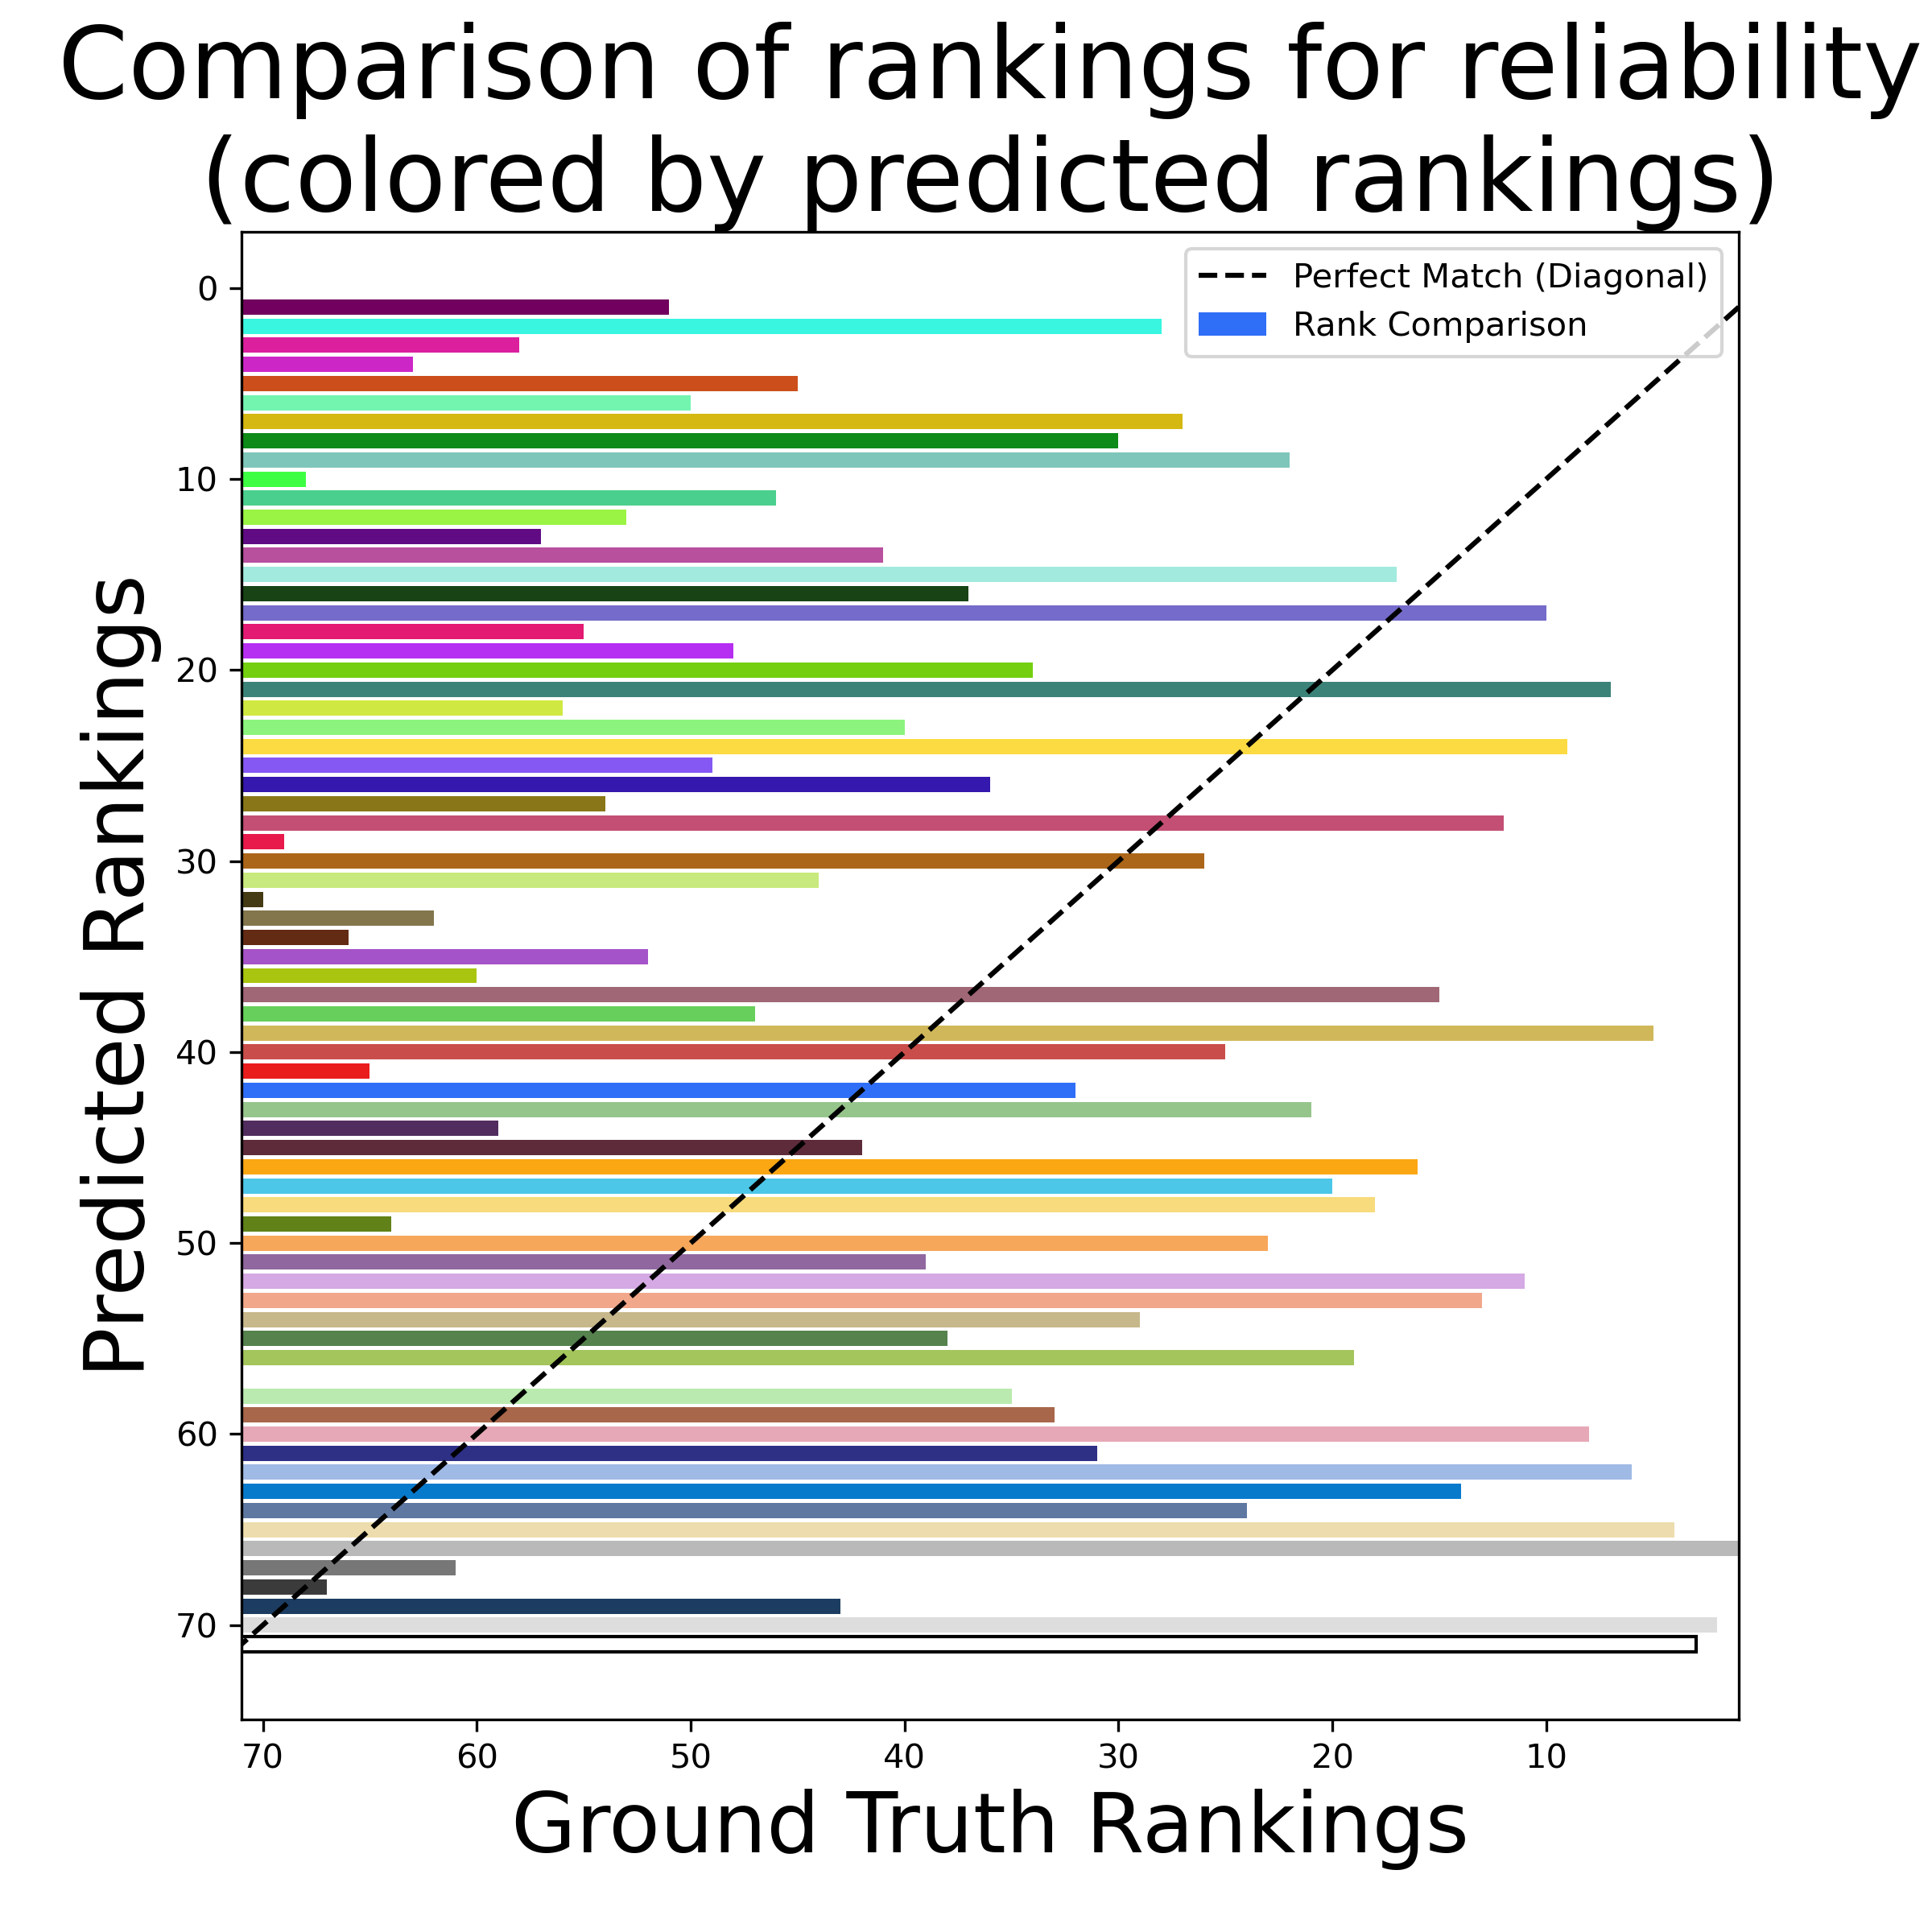 Comparison of rankings for reliability
(colored by predicted rankings)
Perfect Match (Diagonal)
Rank Comparison
0
10
20
30
40
50
60
70
Predicted Rankings
70 60 50 40 30 20 10
Ground Truth Rankings